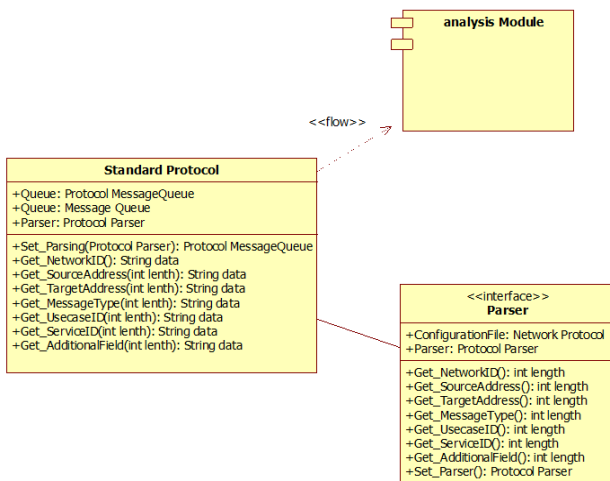 analysis Module
<<flow>>
Standard Protocol
+Queue: Protocol MessageQueue
+Queue: Message Queue
+Parser: Protocol Parser
+Set_Parsing(Protocol Parser): Protocol MessageQueue
+Get_NetworkID(): String data
+Get_SourceAddress(int lenth): String data
+Get_TargetAddress(int lenth): String data
+Get_MessageType(int lenth): String data
+Get_UsecaseID(int lenth): String data
+Get_ServiceID(int lenth): String data
+Get_AdditionalField(int lenth): String data
<<interface>>
Parser
+ConfigurationFile: Network Protocol
+Parser: Protocol Parser
+Get_NetworkID(): int length
+Get_SourceAddress(): int length
+Get_TargetAddress(): int length
+Get_MessageType(): int length
+Get_UsecaseID(): int length
+Get_ServiceID(): int length
+Get_AdditionalField(): int length
+Set_Parser(): Protocol Parser